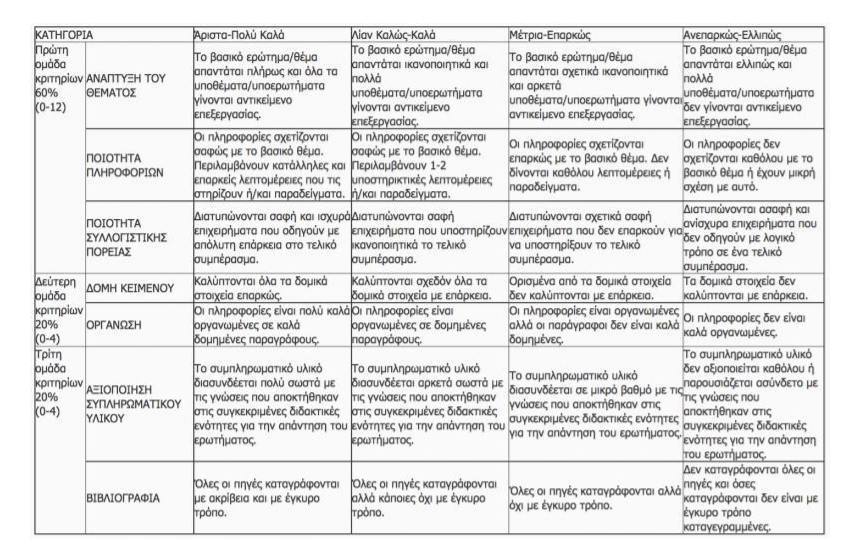 ΚΑΤΗΓΟΡΙΑ
Άριστα-Πολύ Καλά
Λίαν Καλώς-Καλά
Μέτρια-Επαρκώς
Ανεπαρκώς-Ελλιπώς
Πρώτη
ομάδα
κριτηρίων
60%
(0-12)
ΑΝΑΠΤΥΞΗ ΤΟΥ
ΘΕΜΑΤΟΣ
Το βασικό ερώτημα/θέμα
απαντάται πλήρως και όλα τα
υποθέματα/υποερωτήματα
γίνονται αντικείμενο
επεξεργασίας.
Το βασικό ερώτημα/θέμα
απαντάται ικανοποιητικά και
πολλά
υποθέματα/υποερωτήματα
γίνονται αντικείμενο
επεξεργασίας.
Το βασικό ερώτημα/θέμα
απαντάται σχετικά ικανοποιητικά
και αρκετά
υποθέματα/υποερωτήματα γίνονται
αντικείμενο επεξεργασίας.
Το βασικό ερώτημα/θέμα
απαντάται ελλιπώς και
πολλά
υποθέματα/υποερωτήματα
δεν γίνονται αντικείμενο
επεξεργασίας.
ΠΟΙΟΤΗΤΑ
ΠΛΗΡΟΦΟΡΙΩΝ
Οι πληροφορίες σχετίζονται
σαφώς με το βασικό θέμα.
Περιλαμβάνουν κατάλληλες και
επαρκείς λεπτομέρειες που τις
στηρίζουν ή/και παραδείγματα.
Οι πληροφορίες σχετίζονται
σαφώς με το βασικό θέμα.
Περιλαμβάνουν 1-2
υποστηρικτικές λεπτομέρειες
ή/και παραδείγματα.
Οι πληροφορίες σχετίζονται
επαρκώς με το βασικό θέμα. Δεν
δίνονται καθόλου λεπτομέρειες ή
παραδείγματα.
Οι πληροφορίες δεν
σχετίζονται καθόλου με το
βασικό θέμα ή έχουν μικρή
σχέση με αυτό.
ΠΟΙΟΤΗΤΑ
ΣΥΛΛΟΓΙΣΤΙΚΗΣ
ΠΟΡΕΙΑΣ
Διατυπώνονται σαφή και ισχυρά
επιχειρήματα που οδηγούν με
απόλυτη επάρκεια στο τελικό
συμπέρασμα.
Διατυπώνονται σαφή
επιχειρήματα που υποστηρίζουν
ικανοποιητικά το τελικό
συμπέρασμα.
Διατυπώνονται σχετικά σαφή
επιχειρήματα που δεν επαρκούν για
να υποστηρίξουν το τελικό
συμπέρασμα.
Διατυπώνονται ασαφή και
ανίσχυρα επιχειρήματα που
δεν οδηγούν με λογικό
τρόπο σε ένα τελικό
συμπέρασμα.
Δεύτερη
ομάδα
κριτηρίων
20%
(0-4)
ΔΟΜΗ ΚΕΙΜΕΝΟΥ
Καλύπτονται όλα τα δομικά
στοιχεία επαρκώς.
Καλύπτονται σχεδόν όλα τα
δομικά στοιχεία με επάρκεια.
Ορισμένα από τα δομικά στοιχεία
δεν καλύπτονται με επάρκεια.
Τα δομικά στοιχεία δεν
καλύπτονται με επάρκεια.
ΟΡΓΑΝΩΣΗ
Οι πληροφορίες είναι πολύ καλά
οργανωμένες σε καλά
δομημένες παραγράφους.
Οι πληροφορίες είναι
οργανωμένες σε δομημένες
παραγράφους.
Οι πληροφορίες είναι οργανωμένες
αλλά οι παράγραφοι δεν είναι καλά
δομημένες.
Οι πληροφορίες δεν είναι
καλά οργανωμένες.
Τρίτη
ομάδα
κριτηρίων
20%
(0-4)
ΑΞΙΟΠΟΙΗΣΗ
ΣΥΠΛΗΡΩΜΑΤΙΚΟΥ
ΥΛΙΚΟΥ
Το συμπληρωματικό υλικό
διασυνδέεται πολύ σωστά με
τις γνώσεις που αποκτήθηκαν
στις συγκεκριμένες διδακτικές
ενότητες για την απάντηση του
ερωτήματος.
Το συμπληρωματικό υλικό
διασυνδέεται αρκετά σωστά με
τις γνώσεις που αποκτήθηκαν
στις συγκεκριμένες διδακτικές
ενότητες για την απάντηση του
ερωτήματος.
Το συμπληρωματικό υλικό
διασυνδέεται σε μικρό βαθμό με τις
γνώσεις που αποκτήθηκαν στις
συγκεκριμένες διδακτικές ενότητες
για την απάντηση του ερωτήματος.
Το συμπληρωματικό υλικό
δεν αξιοποιείται καθόλου ή
παρουσιάζεται ασύνδετο με
τις γνώσεις που
αποκτήθηκαν στις
συγκεκριμένες διδακτικές
ενότητες για την απάντηση
του ερωτήματος.
ΒΙΒΛΙΟΓΡΑΦΙΑ
Όλες οι πηγές καταγράφονται
με ακρίβεια και με έγκυρο
τρόπο.
Όλες οι πηγές καταγράφονται
αλλά κάποιες όχι με έγκυρο
τρόπο.
Όλες οι πηγές καταγράφονται αλλά
όχι με έγκυρο τρόπο.
Δεν καταγράφονται όλες οι
πηγές και όσες
καταγράφονται δεν είναι με
έγκυρο τρόπο
καταγεγραμμένες.